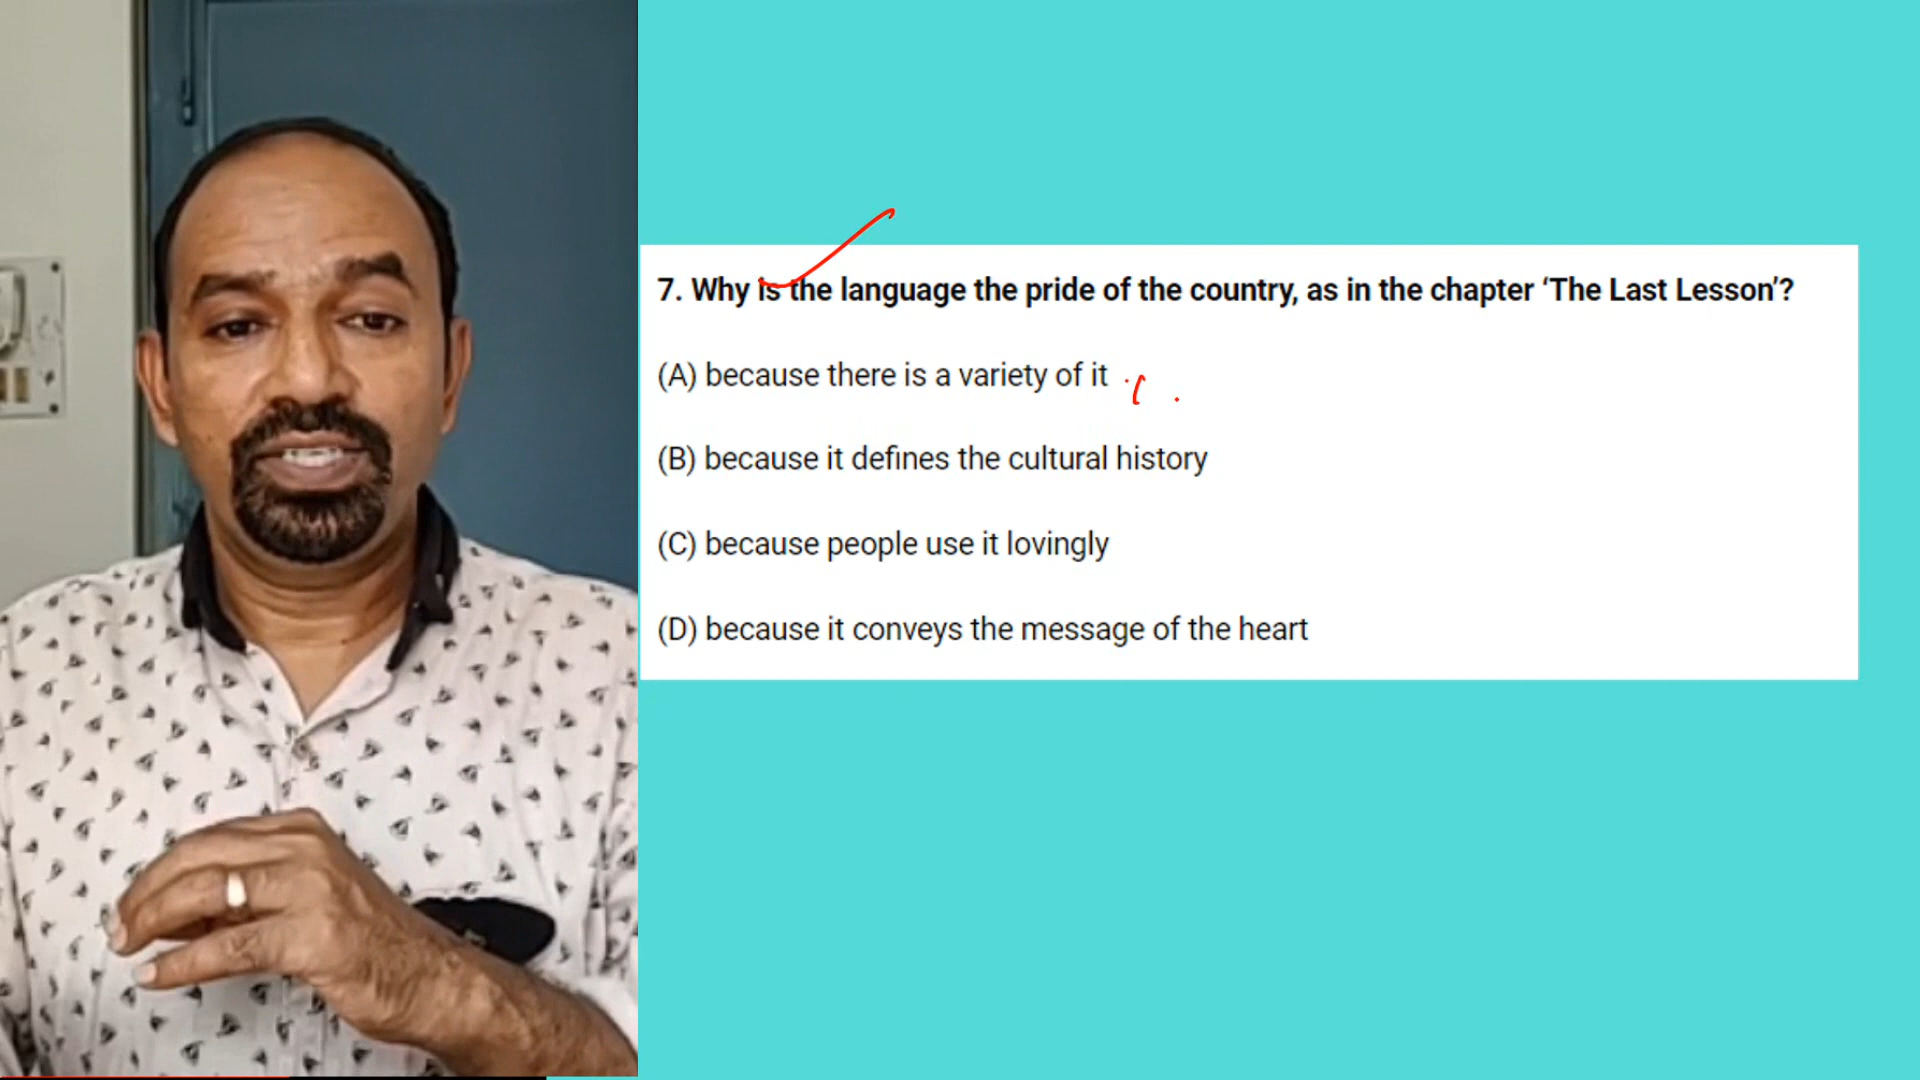 7. Why is the language the pride of the country, as in the chapter ‘The Last Lesson’?
(A) because there is a variety of it
(B) because it defines the cultural history
(C) because people use it lovingly
(D) because it conveys the message of the heart